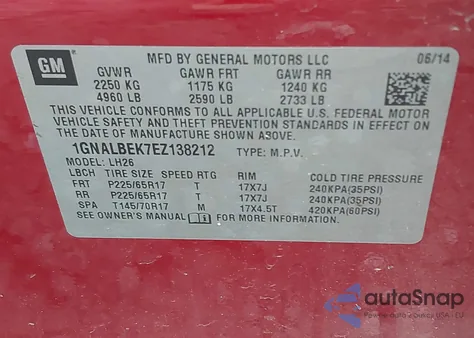 GM
MFD BY GENERAL MOTORS LLC 06/14
GVWR GAWR FRT GAWR RR
2250 KG 1175 KG 1240 KG
4960 LB 2590 LB 2733 LB
THIS VEHICLE CONFORMS TO ALL APPLICABLE U.S. FEDERAL MOTOR
VEHICLE SAFETY AND THEFT PREVENTION STANDARDS IN EFFECT ON
THE DATE OF MANUFACTURE SHOWN ABOVE.
1GNALBEK7EZ138212 TYPE: M.P.V.
MODEL: LH26
LBCH TIRE SIZE SPEED RTG RIM COLD TIRE PRESSURE
FRT P225/65R17 T 17X7J 240KPA(35PSI)
RR P225/65R17 T 17X7J 240KPA(35PSI)
SPA T145/70R17 M 17X4.5T 420KPA(60PSI)
SEE OWNER'S MANUAL FOR MORE INFORMATION
autoSnap